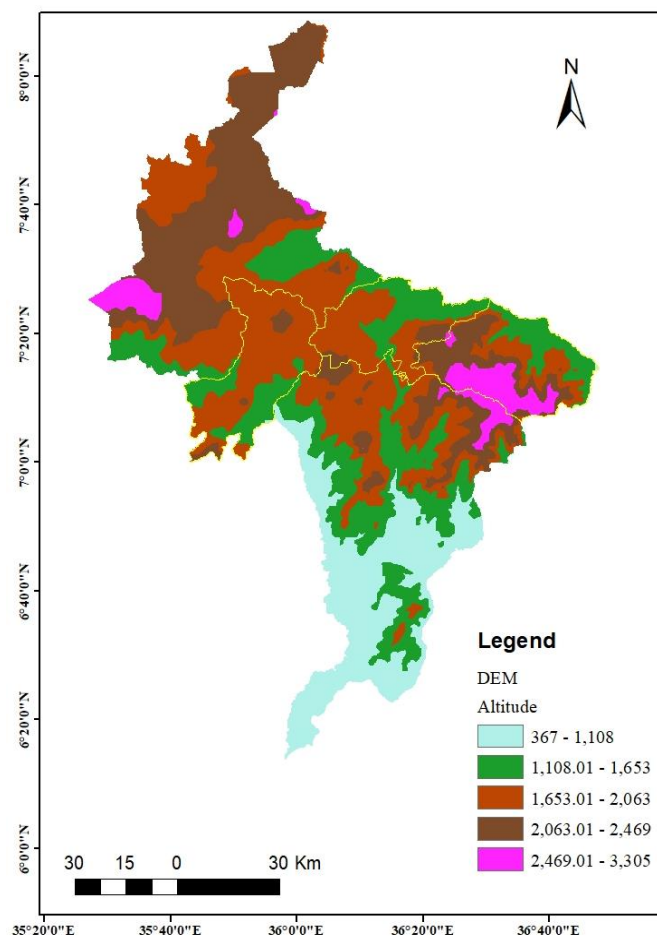 N
8°0'0"N
7°40'0"N
7°20'0"N
7°0'0"N
6°40'0"N
6°20'0"N
6°0'0"N
Legend
DEM
Altitude
367 - 1,108
1,108.01 - 1,653
1,653.01 - 2,063
2,063.01 - 2,469
2,469.01 - 3,305
30 15 0 30 Km
35°20'0"E 35°40'0"E 36°0'0"E 36°20'0"E 36°40'0"E